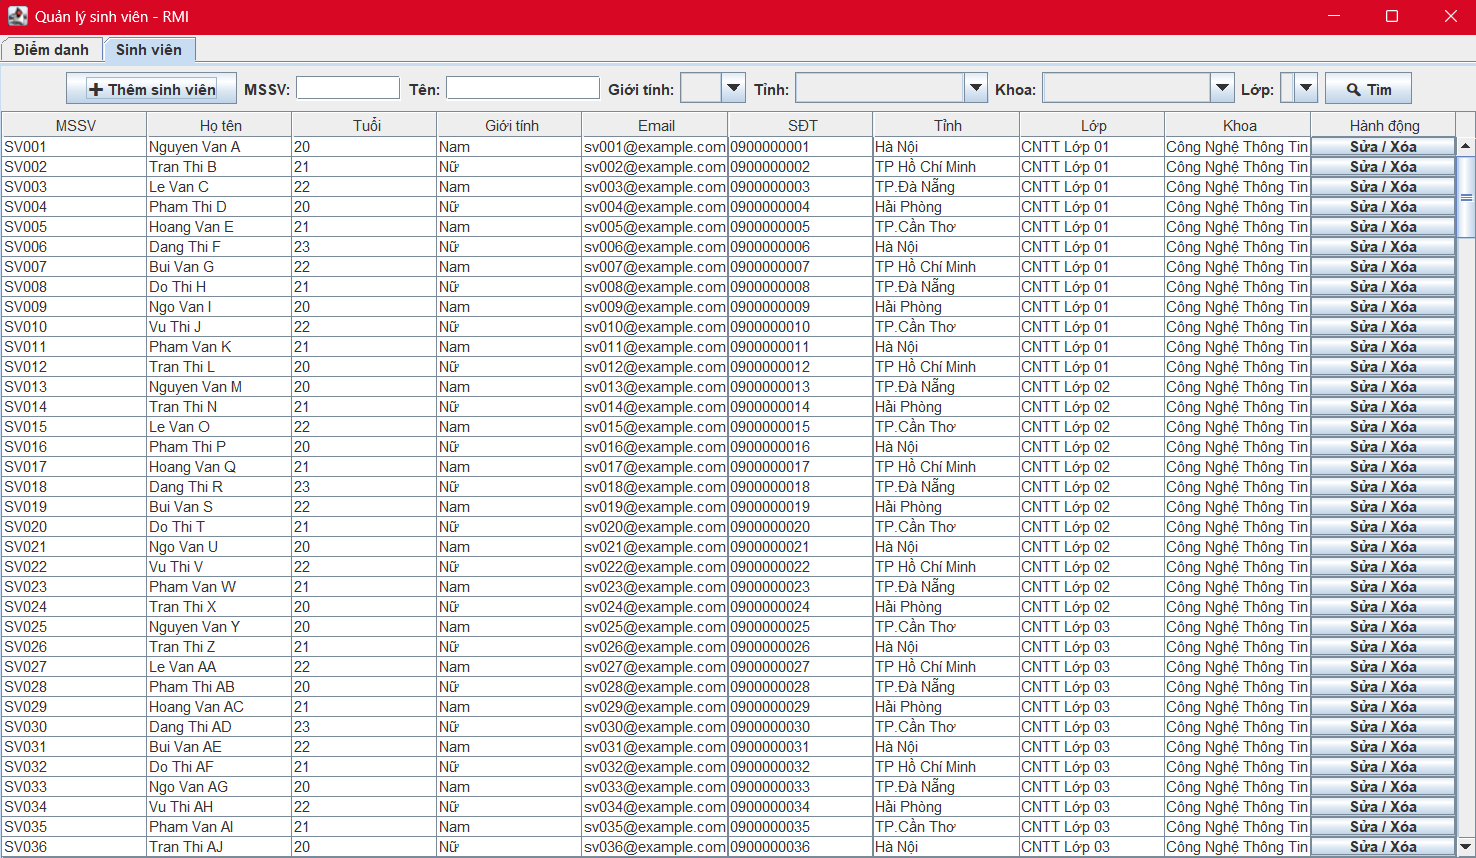 Quản lý sinh viên - RMI
Điểm danh Sinh viên
Thêm sinh viên MSSV: Tên: Giới tính: Tỉnh: Khoa: Lớp: Tìm
MSSV Họ tên Tuổi Giới tính Email SĐT Tỉnh Lớp Khoa Hành động
SV001 Nguyen Van A 20 Nam sv001@example.com 0900000001 Hà Nội CNTT Lớp 01 Công Nghệ Thông Tin Sửa / Xóa
SV002 Tran Thi B 21 Nữ sv002@example.com 0900000002 TP Hồ Chí Minh CNTT Lớp 01 Công Nghệ Thông Tin Sửa / Xóa
SV003 Le Van C 22 Nam sv003@example.com 0900000003 TP.Đà Nẵng CNTT Lớp 01 Công Nghệ Thông Tin Sửa / Xóa
SV004 Pham Thi D 20 Nữ sv004@example.com 0900000004 Hải Phòng CNTT Lớp 01 Công Nghệ Thông Tin Sửa / Xóa
SV005 Hoang Van E 21 Nam sv005@example.com 0900000005 TP.Cần Thơ CNTT Lớp 01 Công Nghệ Thông Tin Sửa / Xóa
SV006 Dang Thi F 23 Nữ sv006@example.com 0900000006 Hà Nội CNTT Lớp 01 Công Nghệ Thông Tin Sửa / Xóa
SV007 Bui Van G 22 Nam sv007@example.com 0900000007 TP Hồ Chí Minh CNTT Lớp 01 Công Nghệ Thông Tin Sửa / Xóa
SV008 Do Thi H 21 Nữ sv008@example.com 0900000008 TP.Đà Nẵng CNTT Lớp 01 Công Nghệ Thông Tin Sửa / Xóa
SV009 Ngo Van I 20 Nam sv009@example.com 0900000009 Hải Phòng CNTT Lớp 01 Công Nghệ Thông Tin Sửa / Xóa
SV010 Vu Thi J 22 Nữ sv010@example.com 0900000010 TP.Cần Thơ CNTT Lớp 01 Công Nghệ Thông Tin Sửa / Xóa
SV011 Pham Van K 21 Nam sv011@example.com 0900000011 Hà Nội CNTT Lớp 01 Công Nghệ Thông Tin Sửa / Xóa
SV012 Tran Thi L 20 Nữ sv012@example.com 0900000012 TP Hồ Chí Minh CNTT Lớp 01 Công Nghệ Thông Tin Sửa / Xóa
SV013 Nguyen Van M 20 Nam sv013@example.com 0900000013 TP.Đà Nẵng CNTT Lớp 02 Công Nghệ Thông Tin Sửa / Xóa
SV014 Tran Thi N 21 Nữ sv014@example.com 0900000014 Hải Phòng CNTT Lớp 02 Công Nghệ Thông Tin Sửa / Xóa
SV015 Le Van O 22 Nam sv015@example.com 0900000015 TP.Cần Thơ CNTT Lớp 02 Công Nghệ Thông Tin Sửa / Xóa
SV016 Pham Thi P 20 Nữ sv016@example.com 0900000016 Hà Nội CNTT Lớp 02 Công Nghệ Thông Tin Sửa / Xóa
SV017 Hoang Van Q 21 Nam sv017@example.com 0900000017 TP Hồ Chí Minh CNTT Lớp 02 Công Nghệ Thông Tin Sửa / Xóa
SV018 Dang Thi R 23 Nữ sv018@example.com 0900000018 TP.Đà Nẵng CNTT Lớp 02 Công Nghệ Thông Tin Sửa / Xóa
SV019 Bui Van S 22 Nam sv019@example.com 0900000019 Hải Phòng CNTT Lớp 02 Công Nghệ Thông Tin Sửa / Xóa
SV020 Do Thi T 21 Nữ sv020@example.com 0900000020 TP.Cần Thơ CNTT Lớp 02 Công Nghệ Thông Tin Sửa / Xóa
SV021 Ngo Van U 20 Nam sv021@example.com 0900000021 Hà Nội CNTT Lớp 02 Công Nghệ Thông Tin Sửa / Xóa
SV022 Vu Thi V 22 Nữ sv022@example.com 0900000022 TP Hồ Chí Minh CNTT Lớp 02 Công Nghệ Thông Tin Sửa / Xóa
SV023 Pham Van W 21 Nam sv023@example.com 0900000023 TP.Đà Nẵng CNTT Lớp 02 Công Nghệ Thông Tin Sửa / Xóa
SV024 Tran Thi X 20 Nữ sv024@example.com 0900000024 Hải Phòng CNTT Lớp 02 Công Nghệ Thông Tin Sửa / Xóa
SV025 Nguyen Van Y 20 Nam sv025@example.com 0900000025 TP.Cần Thơ CNTT Lớp 03 Công Nghệ Thông Tin Sửa / Xóa
SV026 Tran Thi Z 21 Nữ sv026@example.com 0900000026 Hà Nội CNTT Lớp 03 Công Nghệ Thông Tin Sửa / Xóa
SV027 Le Van AA 22 Nam sv027@example.com 0900000027 TP Hồ Chí Minh CNTT Lớp 03 Công Nghệ Thông Tin Sửa / Xóa
SV028 Pham Thi AB 20 Nữ sv028@example.com 0900000028 TP.Đà Nẵng CNTT Lớp 03 Công Nghệ Thông Tin Sửa / Xóa
SV029 Hoang Van AC 21 Nam sv029@example.com 0900000029 Hải Phòng CNTT Lớp 03 Công Nghệ Thông Tin Sửa / Xóa
SV030 Dang Thi AD 23 Nữ sv030@example.com 0900000030 TP.Cần Thơ CNTT Lớp 03 Công Nghệ Thông Tin Sửa / Xóa
SV031 Bui Van AE 22 Nam sv031@example.com 0900000031 Hà Nội CNTT Lớp 03 Công Nghệ Thông Tin Sửa / Xóa
SV032 Do Thi AF 21 Nữ sv032@example.com 0900000032 TP Hồ Chí Minh CNTT Lớp 03 Công Nghệ Thông Tin Sửa / Xóa
SV033 Ngo Van AG 20 Nam sv033@example.com 0900000033 TP.Đà Nẵng CNTT Lớp 03 Công Nghệ Thông Tin Sửa / Xóa
SV034 Vu Thi AH 22 Nữ sv034@example.com 0900000034 Hải Phòng CNTT Lớp 03 Công Nghệ Thông Tin Sửa / Xóa
SV035 Pham Van AI 21 Nam sv035@example.com 0900000035 TP.Cần Thơ CNTT Lớp 03 Công Nghệ Thông Tin Sửa / Xóa
SV036 Tran Thi AJ 20 Nữ sv036@example.com 0900000036 Hà Nội CNTT Lớp 03 Công Nghệ Thông Tin Sửa / Xóa